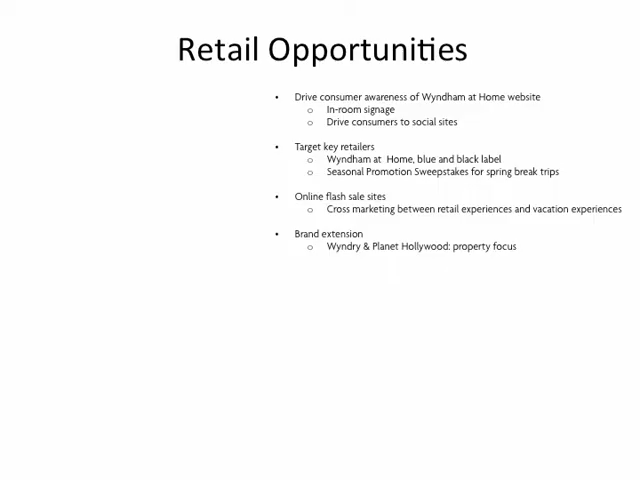 Retail Opportunities
• Drive consumer awareness of Wyndham at Home website
o In-room signage
o Drive consumers to social sites
• Target key retailers
o Wyndham at  Home, blue and black label
o Seasonal Promotion Sweepstakes for spring break trips
• Online flash sale sites
o Cross marketing between retail experiences and vacation experiences
• Brand extension
o Wyndry & Planet Hollywood: property focus